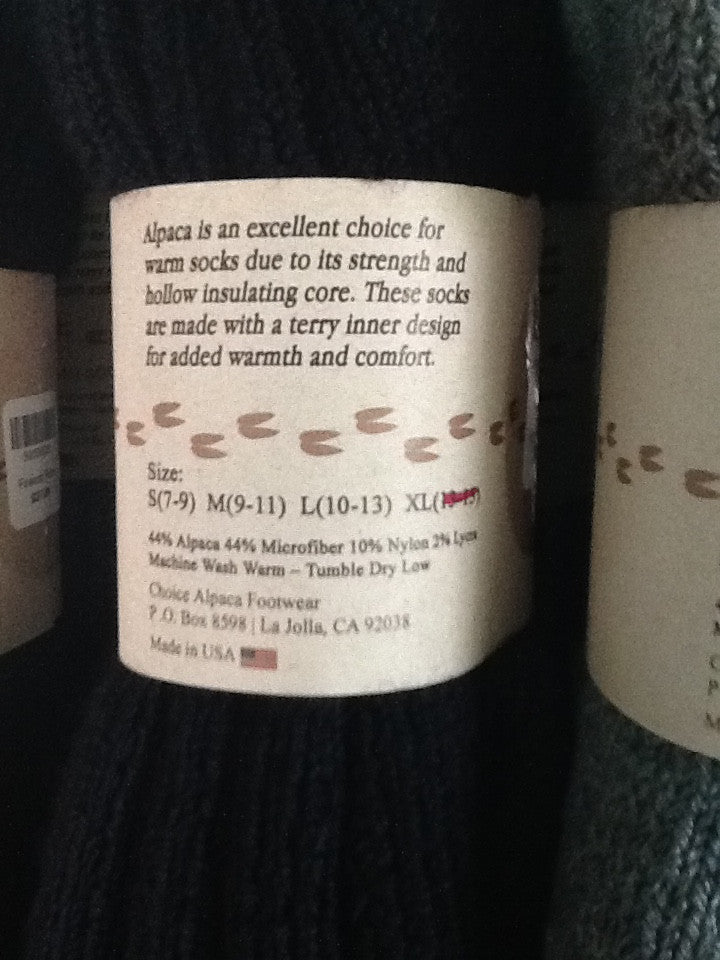 Alpaca is an excellent choice for
warm socks due to its strength and
hollow insulating core. These socks
are made with a terry inner design
for added warmth and comfort.
Size:
S(7-9) M(9-11) L(10-13) XL(
44% Alpaca 44% Microfiber 10% Nylon 2% Lycra
Machine Wash Warm – Tumble Dry Low
Choice Alpaca Footwear
P.O. Box 8598 | La Jolla, CA 92038
Made in USA